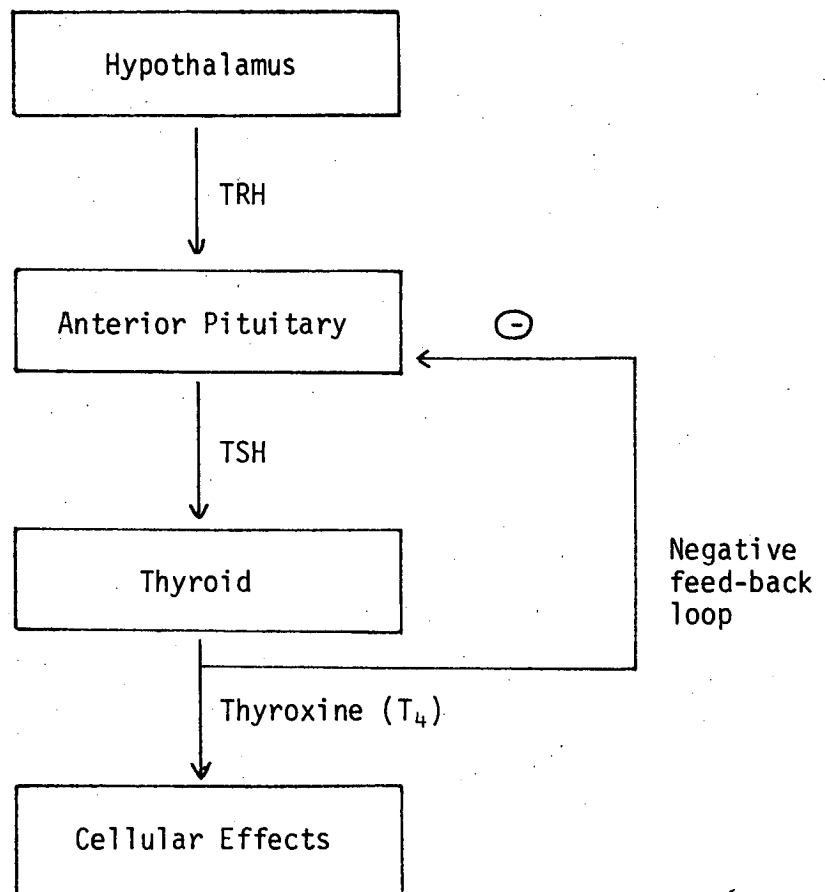 Hypothalamus
TRH
Anterior Pituitary
⊖
TSH
Thyroid
Negative
feed-back
loop
Thyroxine (T₄)
Cellular Effects